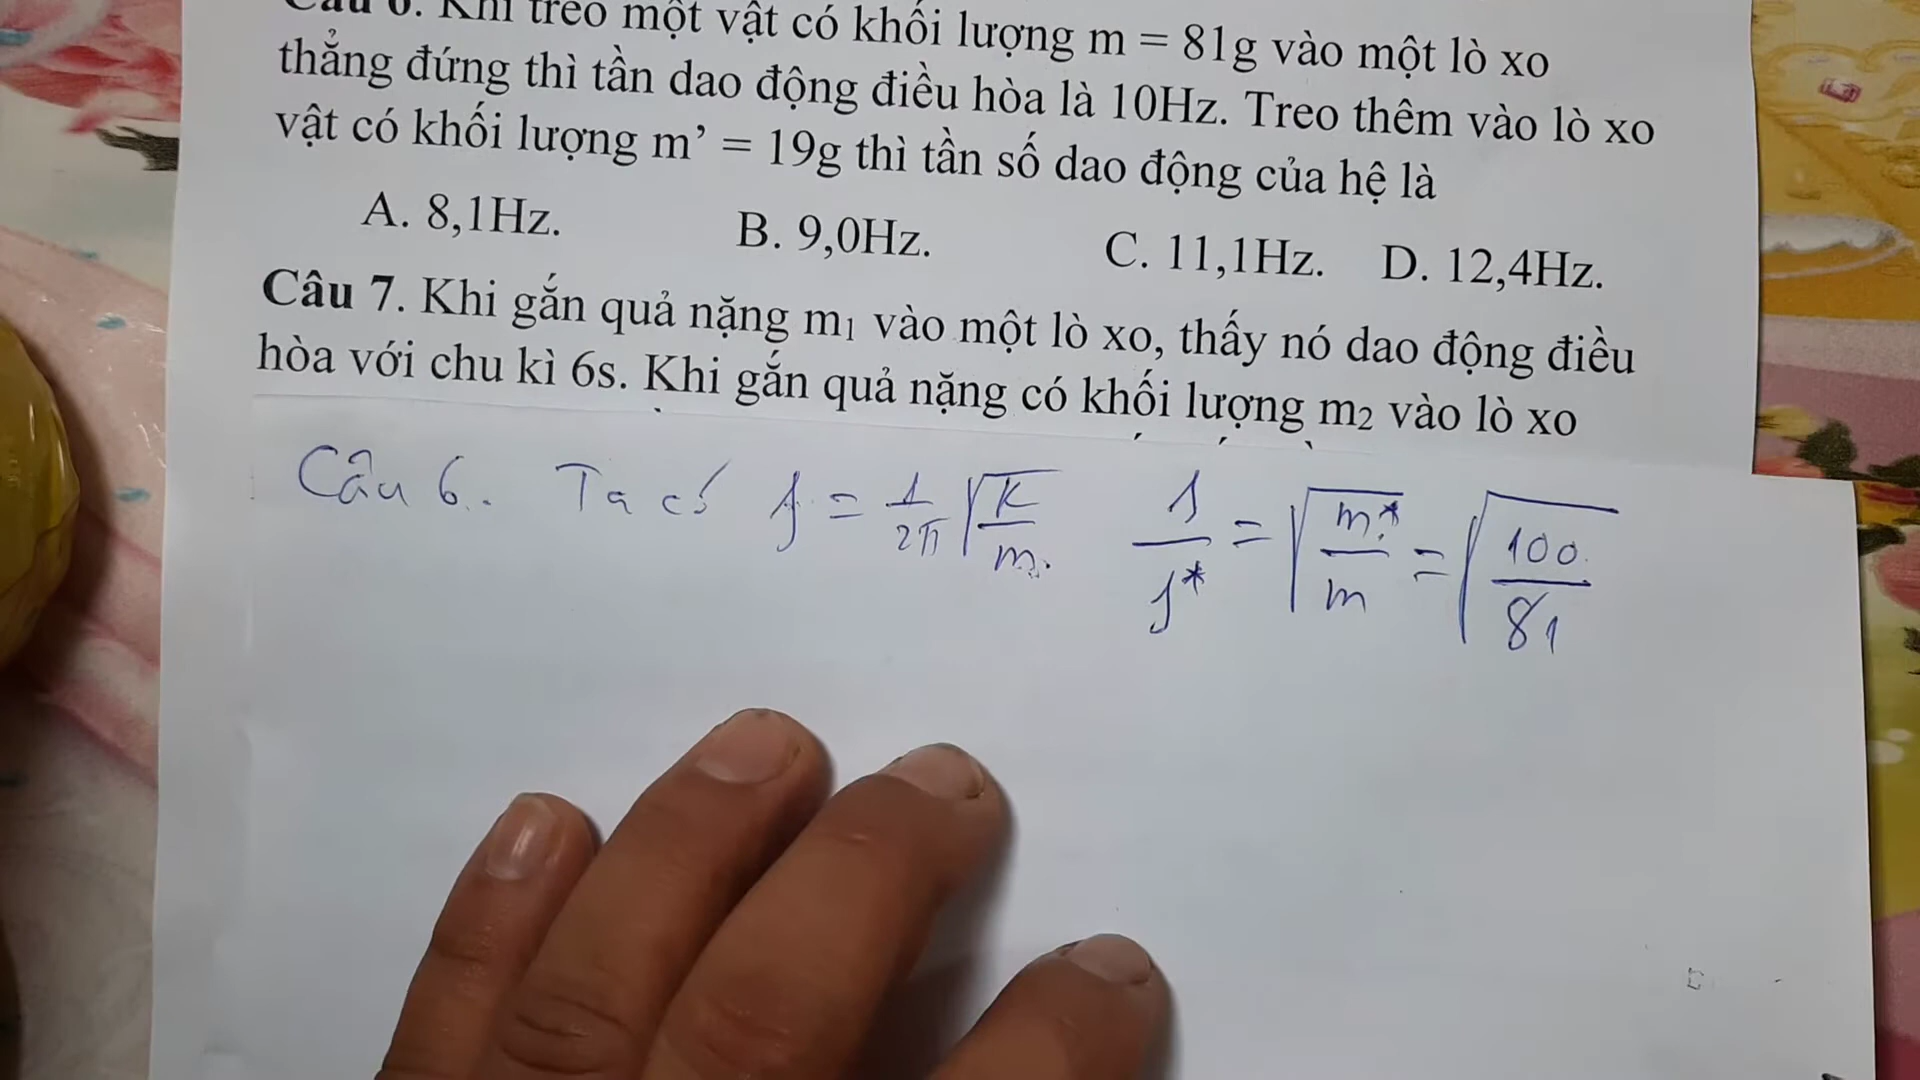 Câu 6. Khi treo một vật có khối lượng m = 81g vào một lò xo
thẳng đứng thì tần dao động điều hòa là 10Hz. Treo thêm vào lò xo
vật có khối lượng m’ = 19g thì tần số dao động của hệ là
A. 8,1Hz. B. 9,0Hz. C. 11,1Hz. D. 12,4Hz.
Câu 7. Khi gắn quả nặng m₁ vào một lò xo, thấy nó dao động điều
hòa với chu kì 6s. Khi gắn quả nặng có khối lượng m₂ vào lò xo
Câu 6. Ta có f = 1/2π √(k/m) f/f* = √(m*/m) = √(100/81)